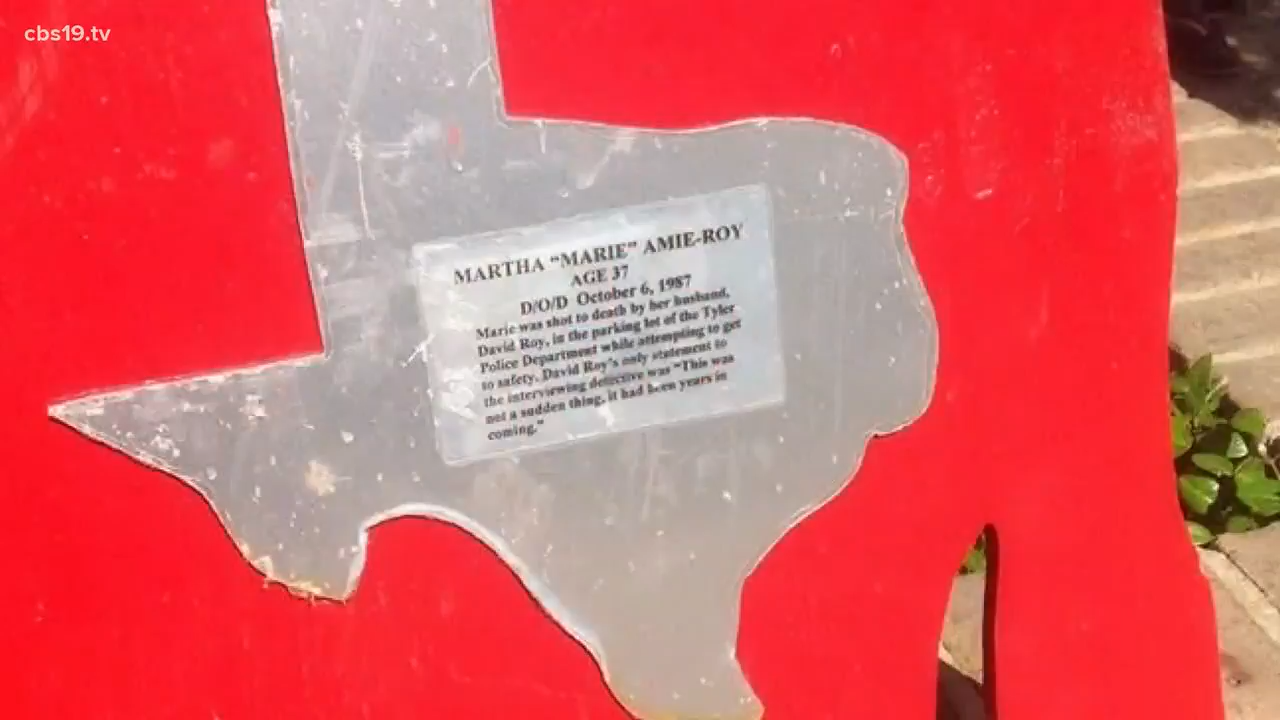 cbs19.tv
MARTHA “MARIE” AMIE-ROY
AGE 37
D/O/D October 6, 1987
Marie was shot to death by her husband,
David Roy, in the parking lot of the Tyler
Police Department while attempting to get
to safety. David Roy's only statement to
the interviewing detective was “This was
not a sudden thing, it had been years in
coming.”